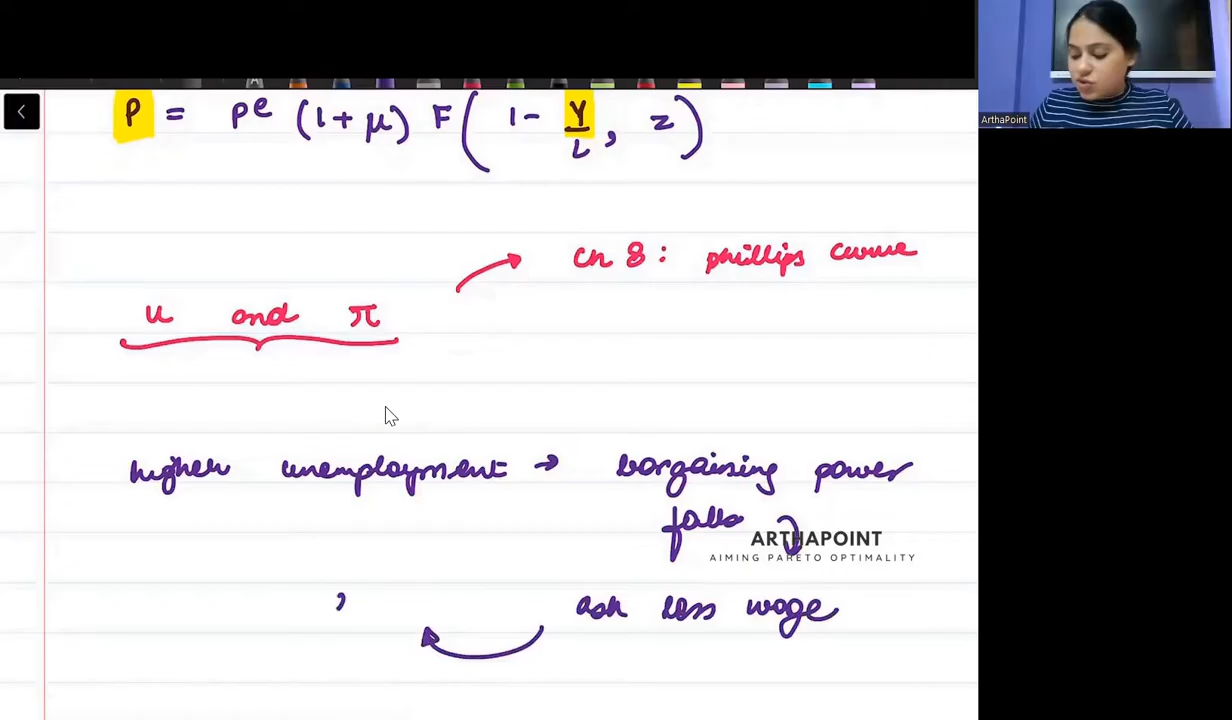 P = Pe (1 + μ) F ( 1 - Y/L , z )
Ch 8 : phillips curve
u and π
higher unemployment → bargaining power
falls
ask less wage
ArthaPoint
ARTHAPOINT
AIMING PARETO OPTIMALITY